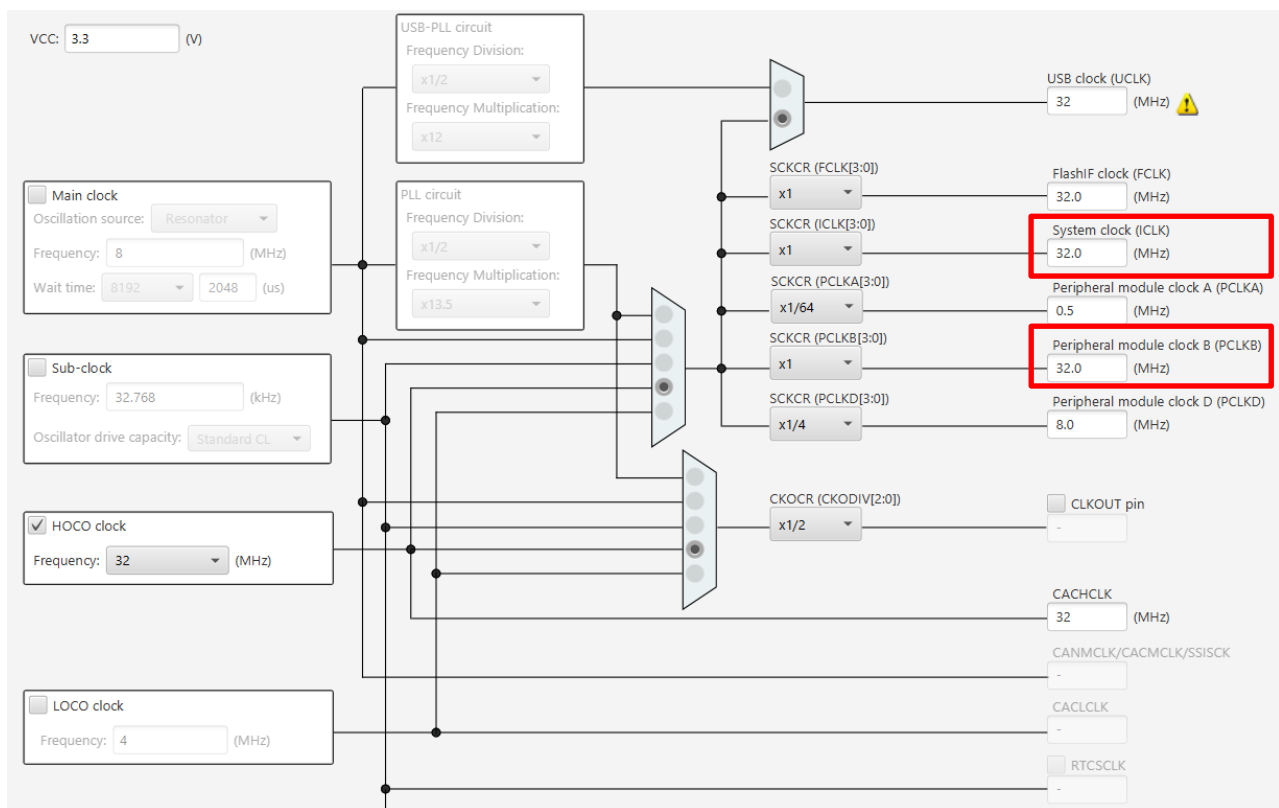 VCC: 3.3 (V)
USB-PLL circuit
Frequency Division:
x1/2
Frequency Multiplication:
x12
USB clock (UCLK)
32 (MHz)
Main clock
Oscillation source: Resonator
Frequency: 8 (MHz)
Wait time: 8192 2048 (us)
PLL circuit
Frequency Division:
x1/2
Frequency Multiplication:
x13.5
SCKCR (FCLK[3:0])
x1
FlashIF clock (FCLK)
32.0 (MHz)
SCKCR (ICLK[3:0])
x1
System clock (ICLK)
32.0 (MHz)
SCKCR (PCLKA[3:0])
x1/64
Peripheral module clock A (PCLKA)
0.5 (MHz)
SCKCR (PCLKB[3:0])
x1
Peripheral module clock B (PCLKB)
32.0 (MHz)
SCKCR (PCLKD[3:0])
x1/4
Peripheral module clock D (PCLKD)
8.0 (MHz)
Sub-clock
Frequency: 32.768 (kHz)
Oscillator drive capacity: Standard CL
HOCO clock
Frequency: 32 (MHz)
CKOCR (CKODIV[2:0])
x1/2
CLKOUT pin
-
CACHCLK
32 (MHz)
CANMCLK/CACMCLK/SSISCK
-
LOCO clock
Frequency: 4 (MHz)
CACLCLK
-
RTCSCLK
-